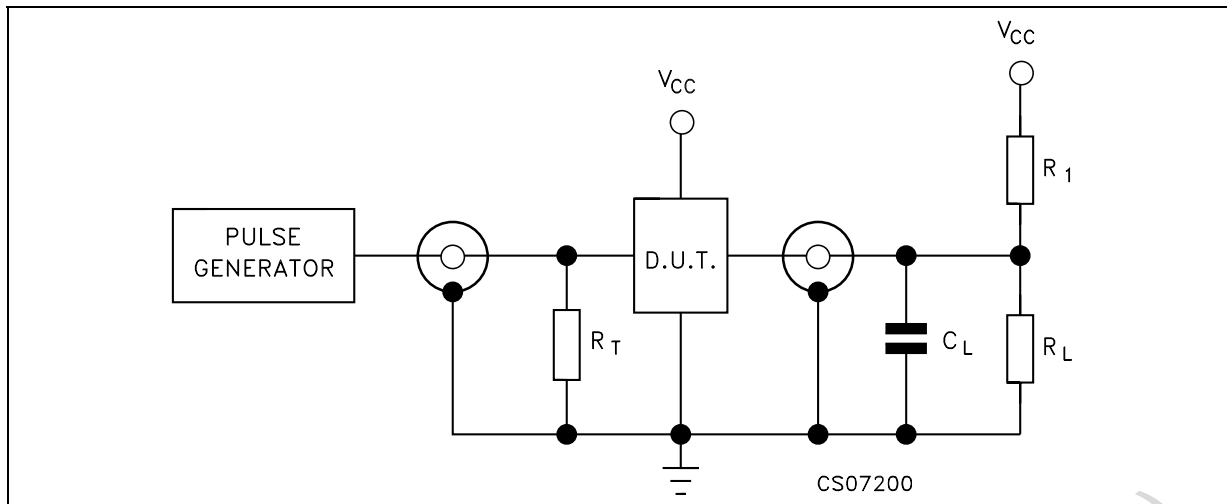 VCC
VCC
R1
PULSE
GENERATOR
D.U.T.
RT
CL
RL
CS07200